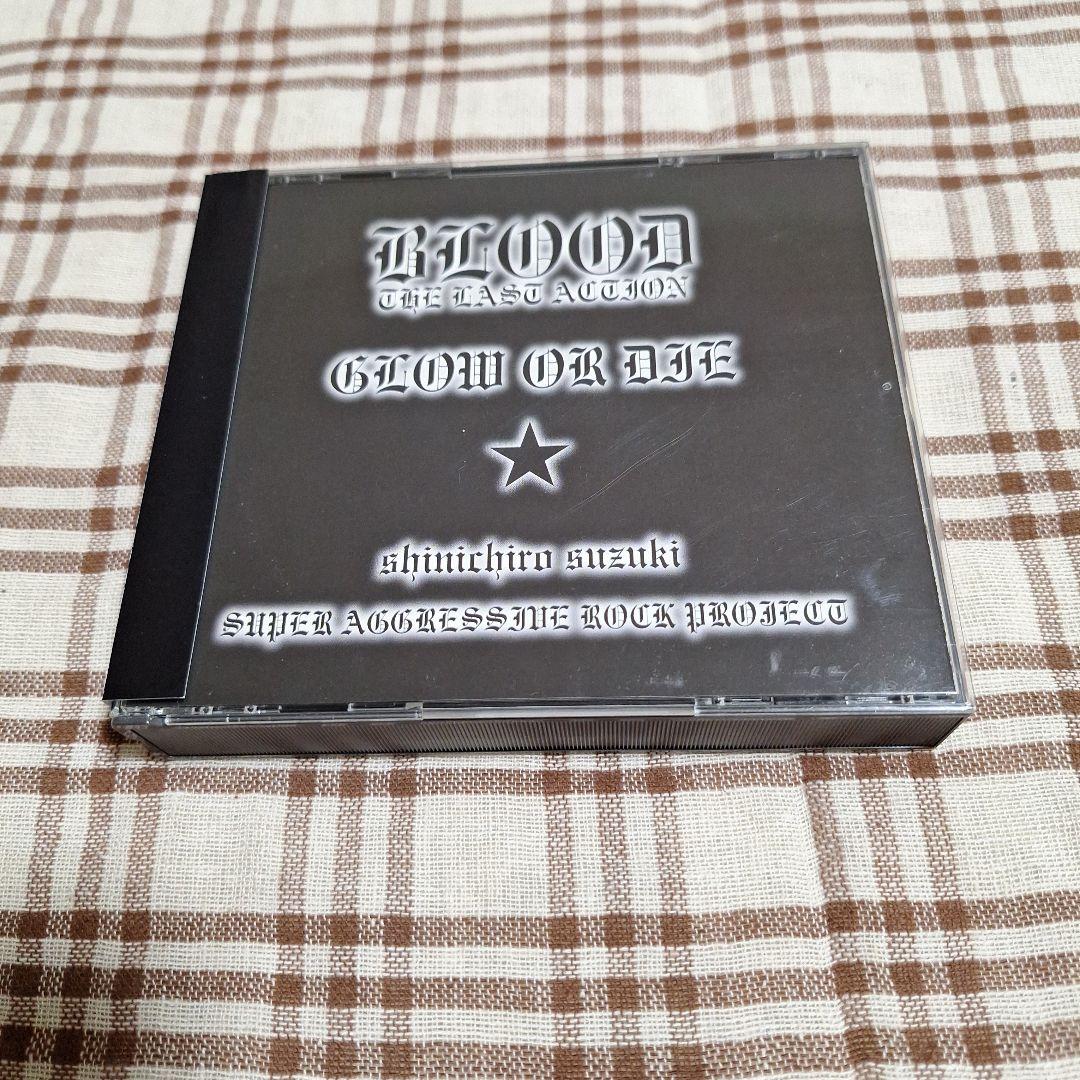 BLOOD
THE LAST ACTION
GLOW OR DIE
shinichiro suzuki
SUPER AGGRESSIVE ROCK PROJECT